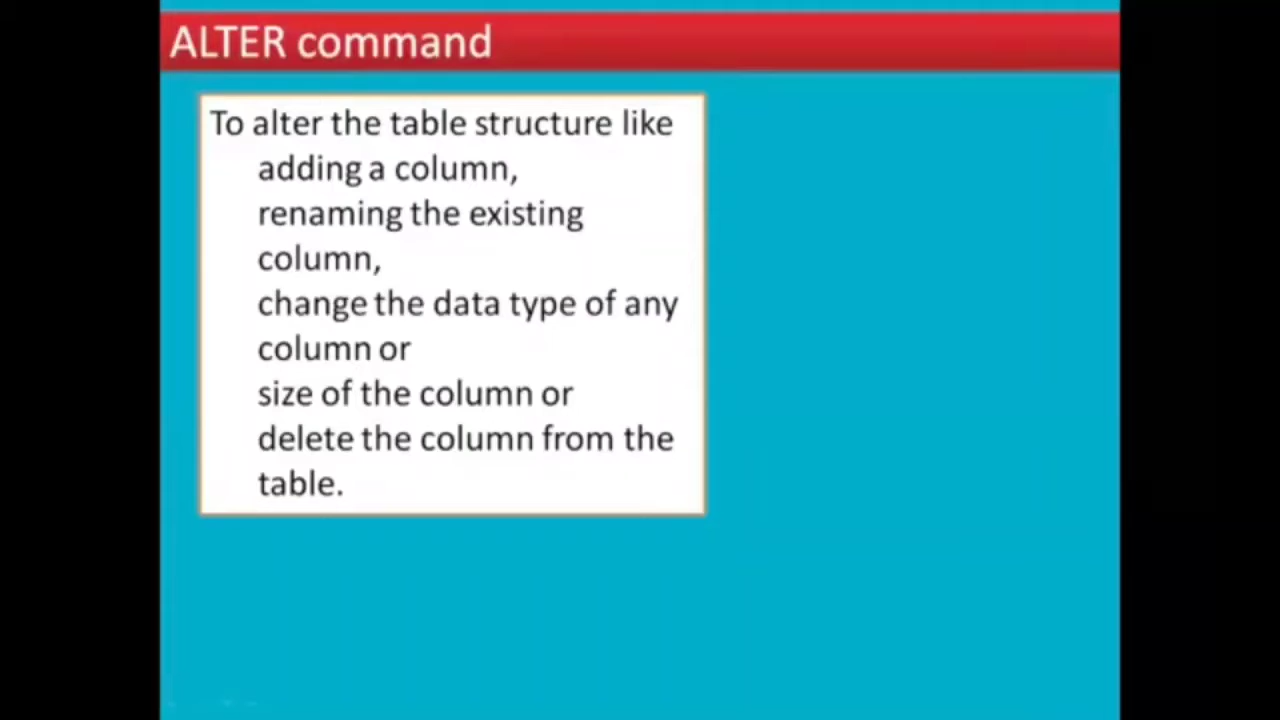 ALTER command
To alter the table structure like
adding a column,
renaming the existing
column,
change the data type of any
column or
size of the column or
delete the column from the
table.